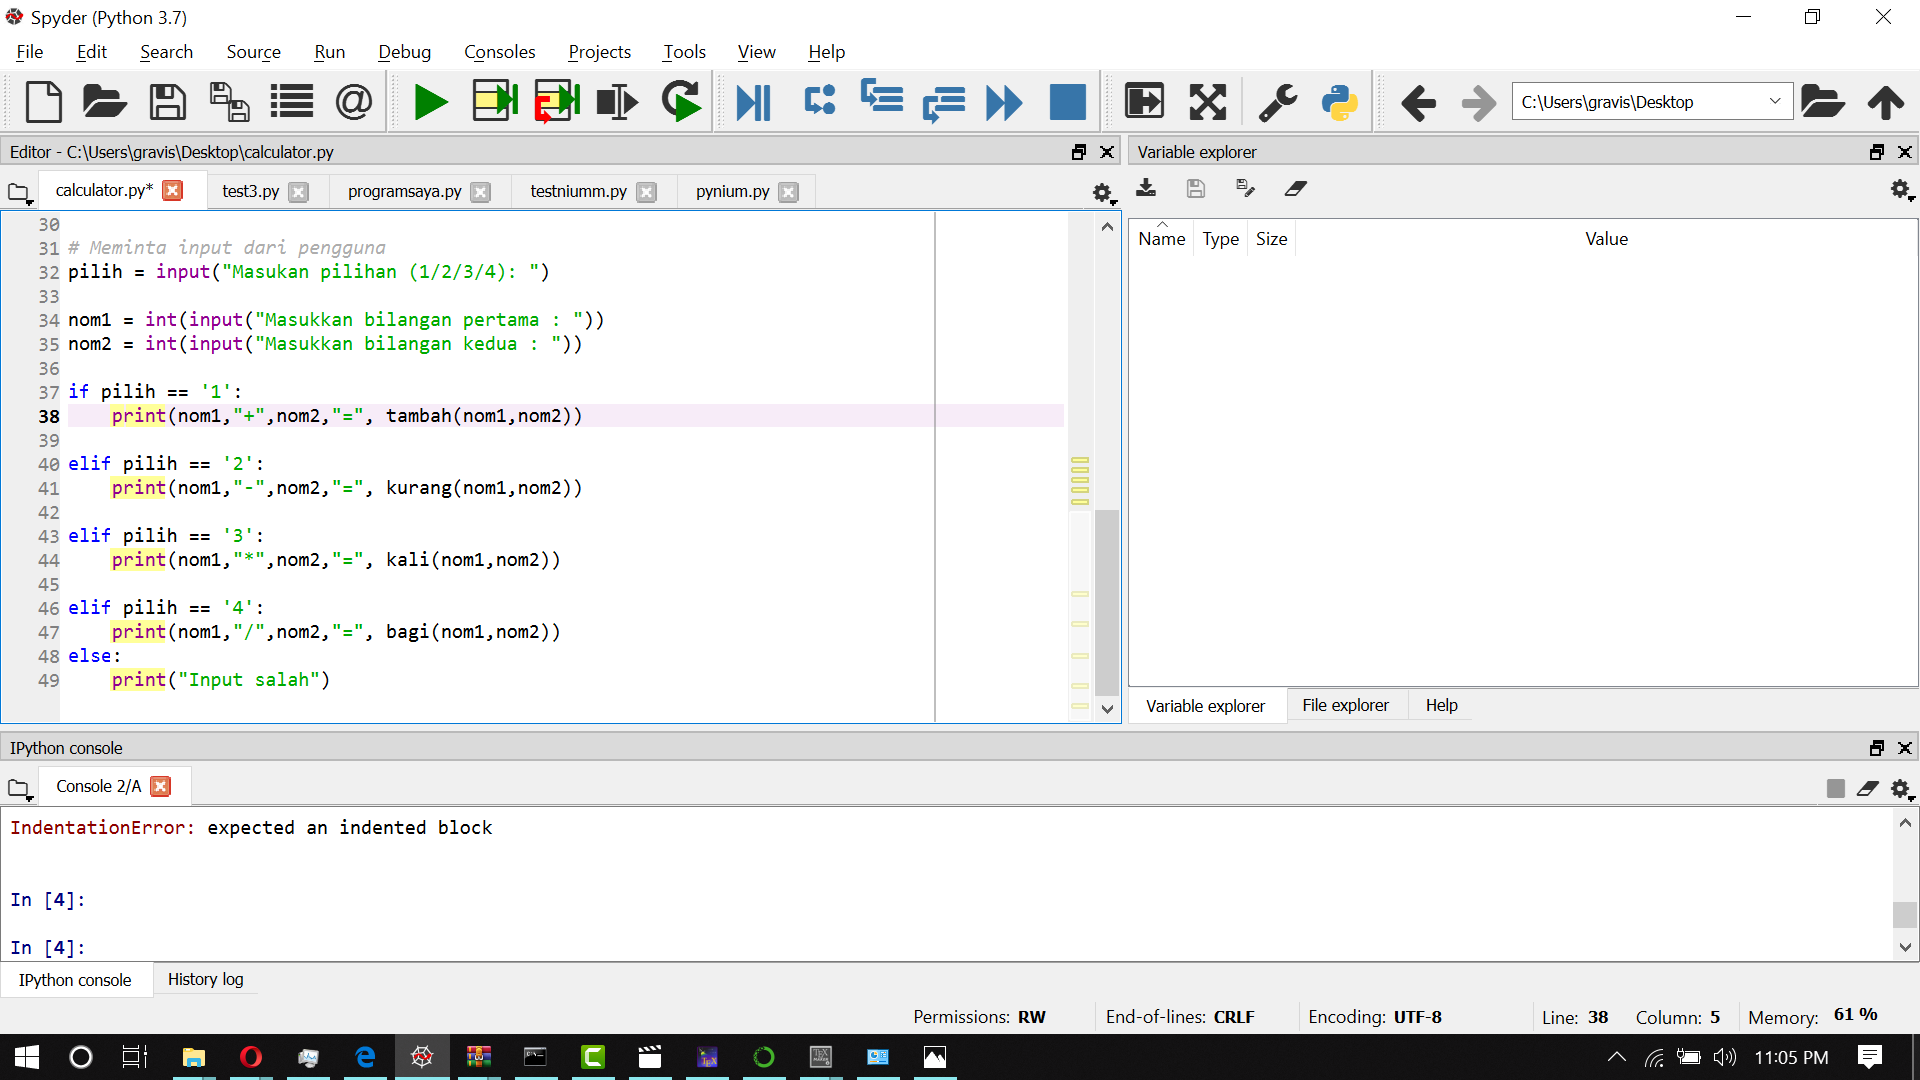 Spyder (Python 3.7)
File Edit Search Source Run Debug Consoles Projects Tools View Help
C:\Users\gravis\Desktop
Editor - C:\Users\gravis\Desktop\calculator.py
calculator.py* test3.py programsaya.py testniumm.py pynium.py
30
31 # Meminta input dari pengguna
32 pilih = input("Masukan pilihan (1/2/3/4): ")
33
34 nom1 = int(input("Masukkan bilangan pertama : "))
35 nom2 = int(input("Masukkan bilangan kedua : "))
36
37 if pilih == '1':
38     print(nom1,"+",nom2,"=", tambah(nom1,nom2))
39
40 elif pilih == '2':
41     print(nom1,"-",nom2,"=", kurang(nom1,nom2))
42
43 elif pilih == '3':
44     print(nom1,"*",nom2,"=", kali(nom1,nom2))
45
46 elif pilih == '4':
47     print(nom1,"/",nom2,"=", bagi(nom1,nom2))
48 else:
49     print("Input salah")
Variable explorer
Name Type Size Value
Variable explorer File explorer Help
IPython console
Console 2/A
IndentationError: expected an indented block
In [4]:
In [4]:
IPython console History log
Permissions: RW End-of-lines: CRLF Encoding: UTF-8 Line: 38 Column: 5 Memory: 61 %
11:05 PM